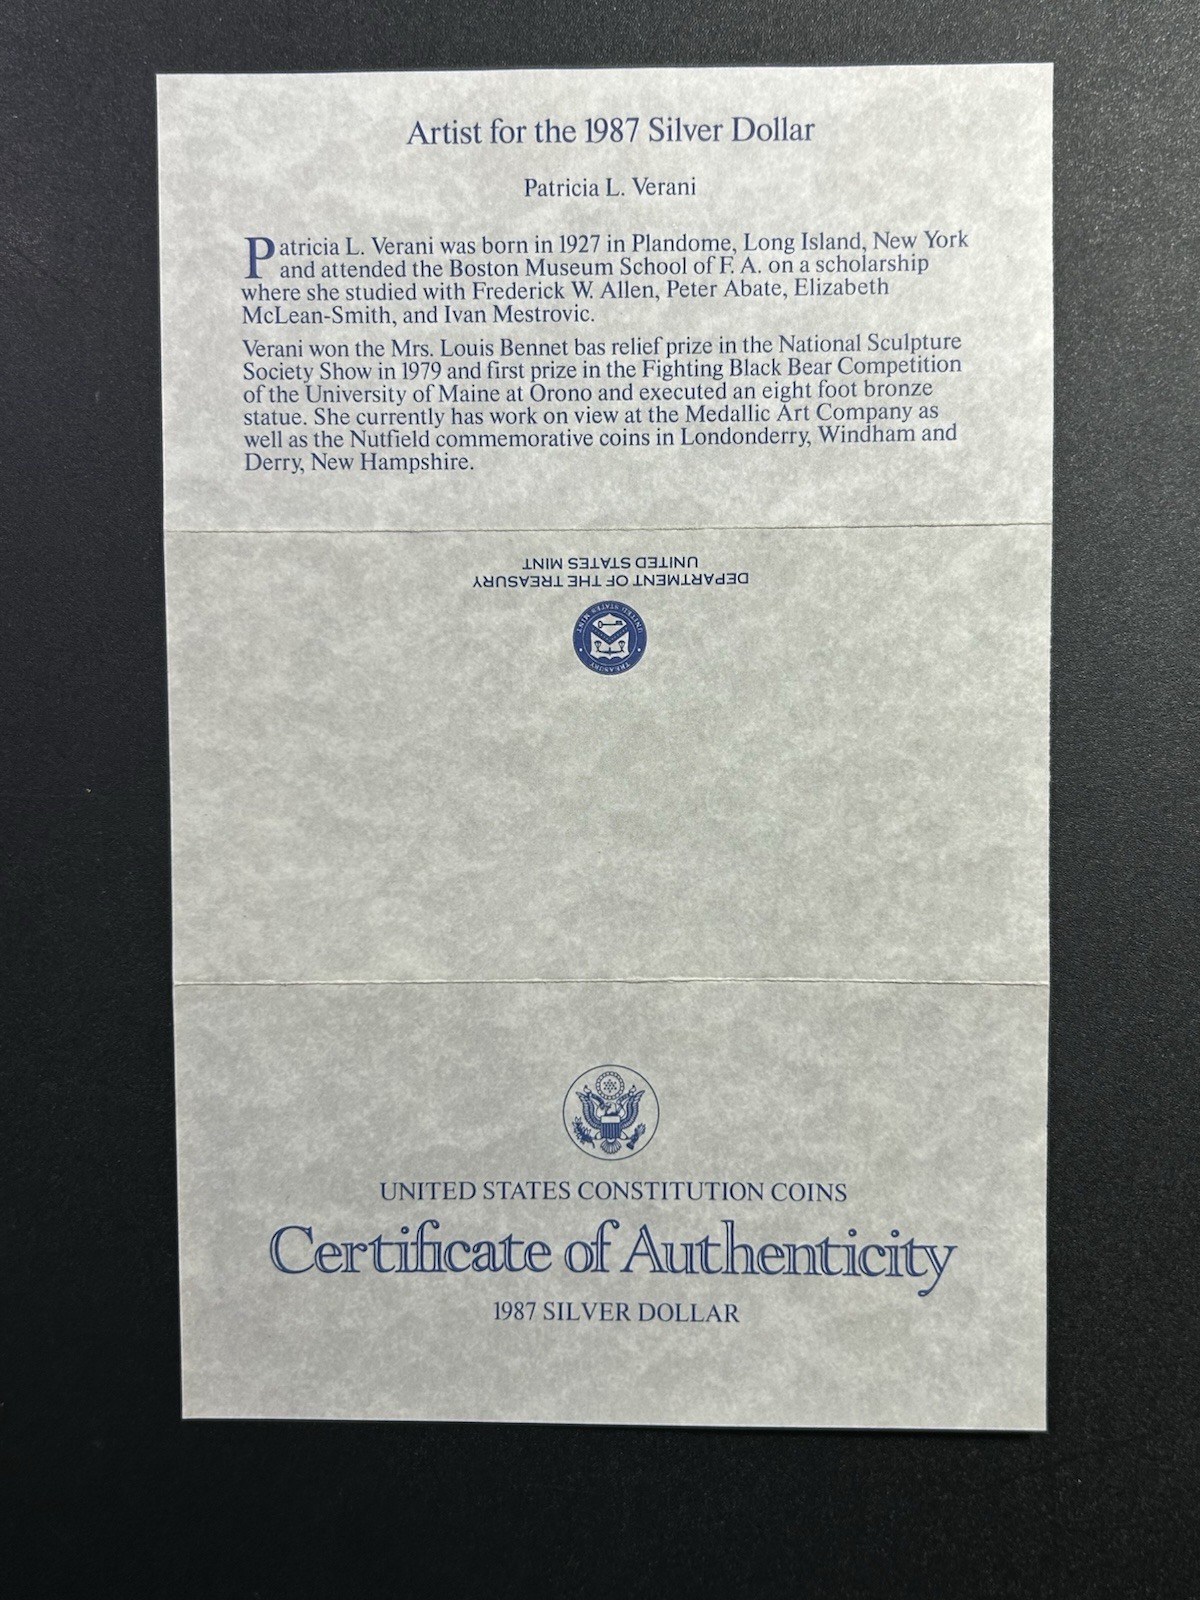 Artist for the 1987 Silver Dollar
Patricia L. Verani
Patricia L. Verani was born in 1927 in Plandome, Long Island, New York
and attended the Boston Museum School of F. A. on a scholarship
where she studied with Frederick W. Allen, Peter Abate, Elizabeth
McLean-Smith, and Ivan Mestrovic.
Verani won the Mrs. Louis Bennet bas relief prize in the National Sculpture
Society Show in 1979 and first prize in the Fighting Black Bear Competition
of the University of Maine at Orono and executed an eight foot bronze
statue. She currently has work on view at the Medallic Art Company as
well as the Nutfield commemorative coins in Londonderry, Windham and
Derry, New Hampshire.
DEPARTMENT OF THE TREASURY
UNITED STATES MINT
TREASURY
UNITED STATES MINT
UNITED STATES CONSTITUTION COINS
Certificate of Authenticity
1987 SILVER DOLLAR